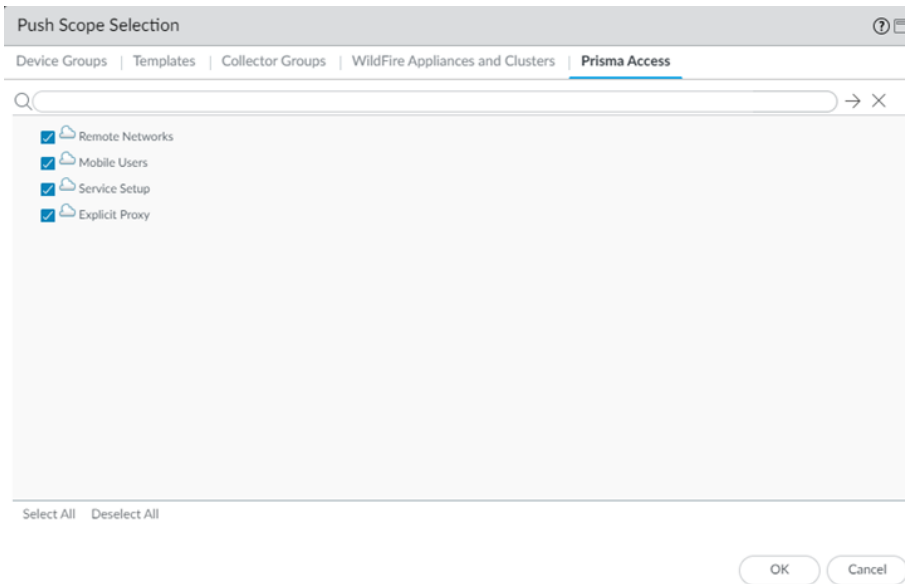 Push Scope Selection
Device Groups | Templates | Collector Groups | WildFire Appliances and Clusters | Prisma Access
Remote Networks
Mobile Users
Service Setup
Explicit Proxy
Select All Deselect All
OK Cancel